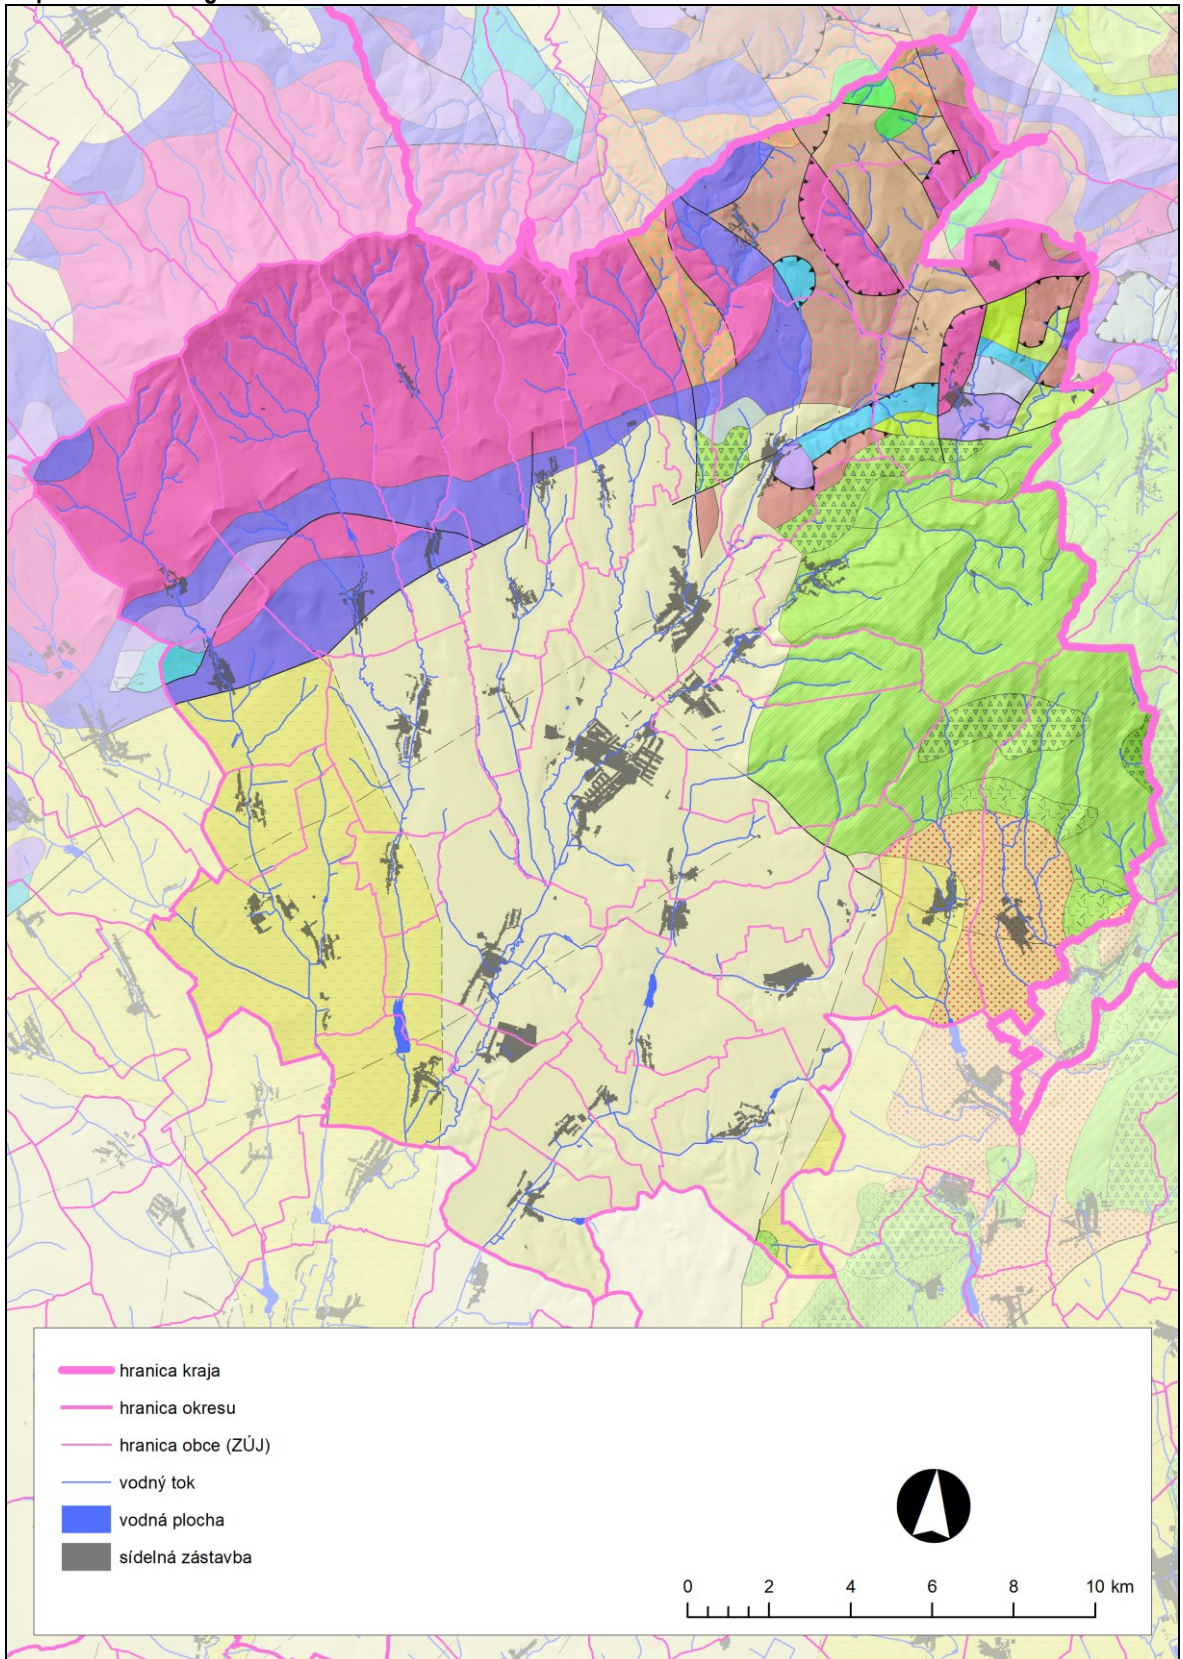 hranica kraja
hranica okresu
hranica obce (ZÚJ)
vodný tok
vodná plocha
sídelná zástavba
0 2 4 6 8 10 km